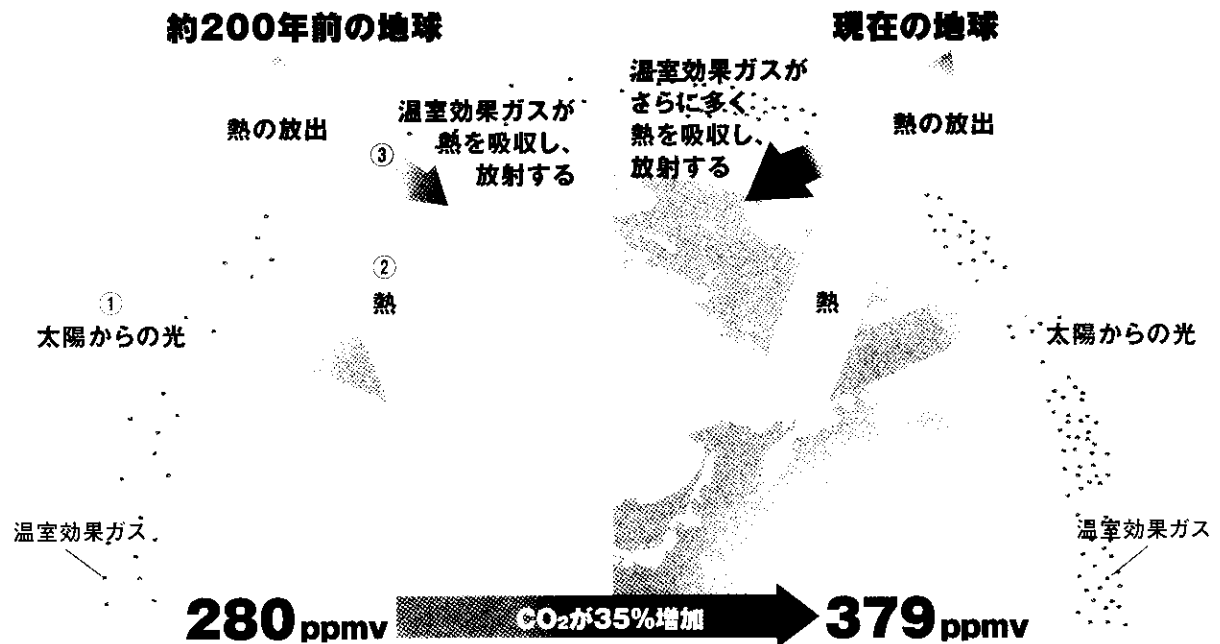 約200年前の地球
熱の放出
温室効果ガスが
熱を吸収し、
放射する
③
②
熱
①
太陽からの光
温室効果ガス
280ppmv
CO₂が35%増加
現在の地球
温室効果ガスが
さらに多く
熱を吸収し、
放射する
熱の放出
熱
太陽からの光
温室効果ガス
379ppmv